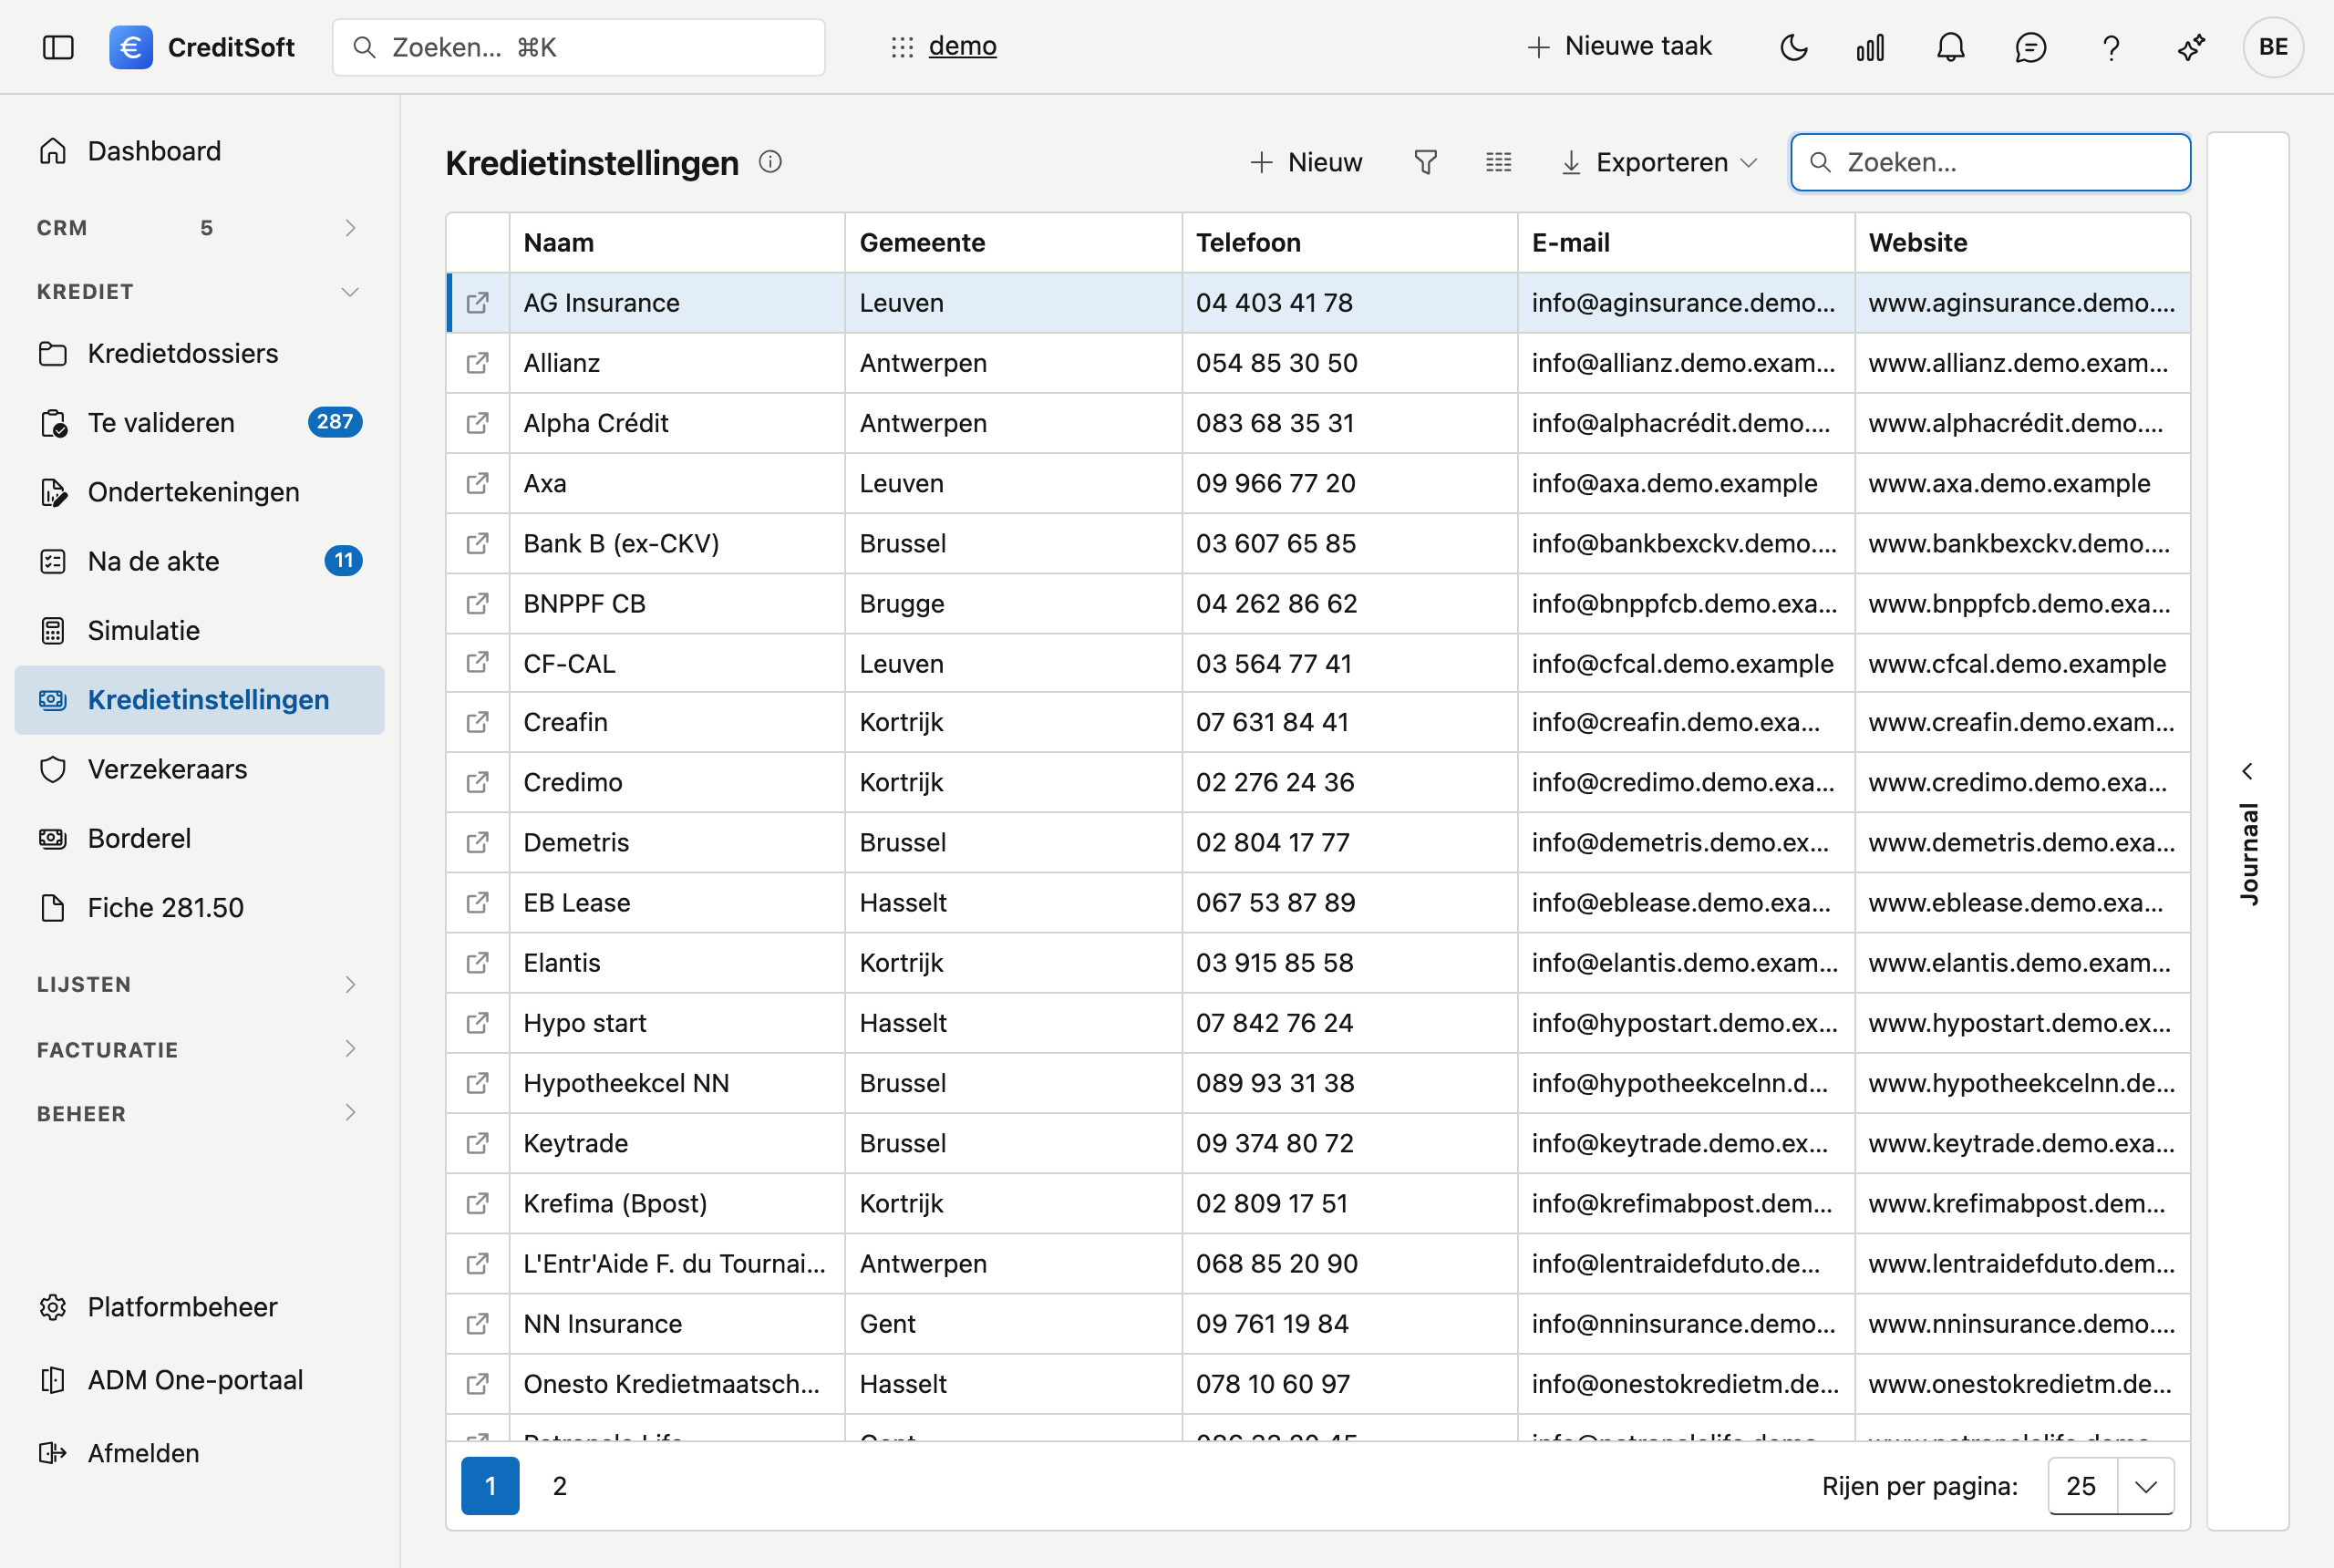 CreditSoft
Zoeken... ⌘K
demo
Nieuwe taak
BE
Dashboard
CRM 5
KREDIET
Kredietdossiers
Te valideren 287
Ondertekeningen
Na de akte 11
Simulatie
Kredietinstellingen
Verzekeraars
Borderel
Fiche 281.50
LIJSTEN
FACTURATIE
BEHEER
Platformbeheer
ADM One-portaal
Afmelden
Kredietinstellingen
Nieuw
Exporteren
Zoeken...
Naam Gemeente Telefoon E-mail Website
AG Insurance Leuven 04 403 41 78 info@aginsurance.demo... www.aginsurance.demo....
Allianz Antwerpen 054 85 30 50 info@allianz.demo.exam... www.allianz.demo.exam...
Alpha Crédit Antwerpen 083 68 35 31 info@alphacrédit.demo.... www.alphacrédit.demo....
Axa Leuven 09 966 77 20 info@axa.demo.example www.axa.demo.example
Bank B (ex-CKV) Brussel 03 607 65 85 info@bankbexckv.demo.... www.bankbexckv.demo....
BNPPF CB Brugge 04 262 86 62 info@bnppfcb.demo.exa... www.bnppfcb.demo.exa...
CF-CAL Leuven 03 564 77 41 info@cfcal.demo.example www.cfcal.demo.example
Creafin Kortrijk 07 631 84 41 info@creafin.demo.exa... www.creafin.demo.exam...
Credimo Kortrijk 02 276 24 36 info@credimo.demo.exa... www.credimo.demo.exa...
Demetris Brussel 02 804 17 77 info@demetris.demo.ex... www.demetris.demo.exa...
EB Lease Hasselt 067 53 87 89 info@eblease.demo.exa... www.eblease.demo.exa...
Elantis Kortrijk 03 915 85 58 info@elantis.demo.exam... www.elantis.demo.exam...
Hypo start Hasselt 07 842 76 24 info@hypostart.demo.ex... www.hypostart.demo.ex...
Hypotheekcel NN Brussel 089 93 31 38 info@hypotheekcelnn.d... www.hypotheekcelnn.de...
Keytrade Brussel 09 374 80 72 info@keytrade.demo.ex... www.keytrade.demo.exa...
Krefima (Bpost) Kortrijk 02 809 17 51 info@krefimabpost.dem... www.krefimabpost.dem...
L'Entr'Aide F. du Tournai... Antwerpen 068 85 20 90 info@lentraidefduto.de... www.lentraidefduto.dem...
NN Insurance Gent 09 761 19 84 info@nninsurance.demo... www.nninsurance.demo....
Onesto Kredietmaatsch... Hasselt 078 10 60 97 info@onestokredietm.de... www.onestokredietm.de...
1 2
Rijen per pagina: 25
Journaal